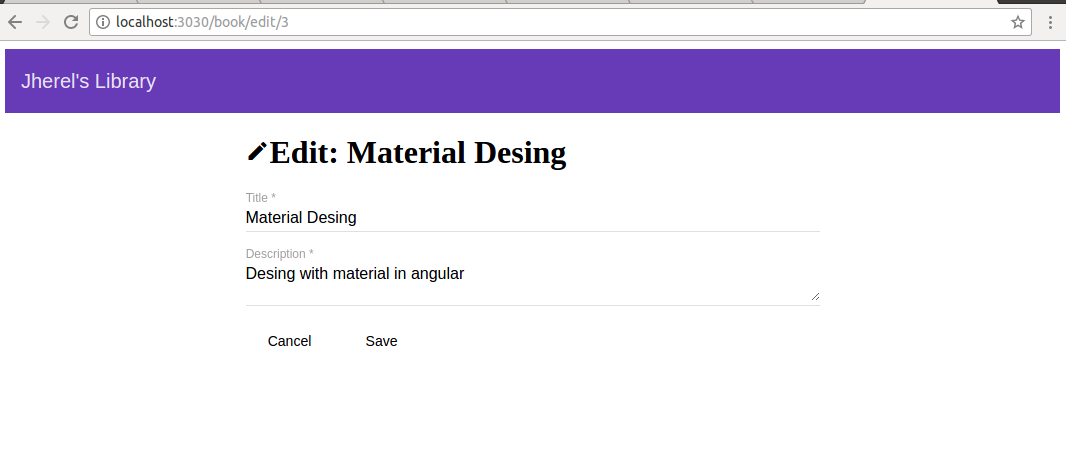 localhost:3030/book/edit/3
Jherel's Library
Edit: Material Desing
Title *
Material Desing
Description *
Desing with material in angular
Cancel Save